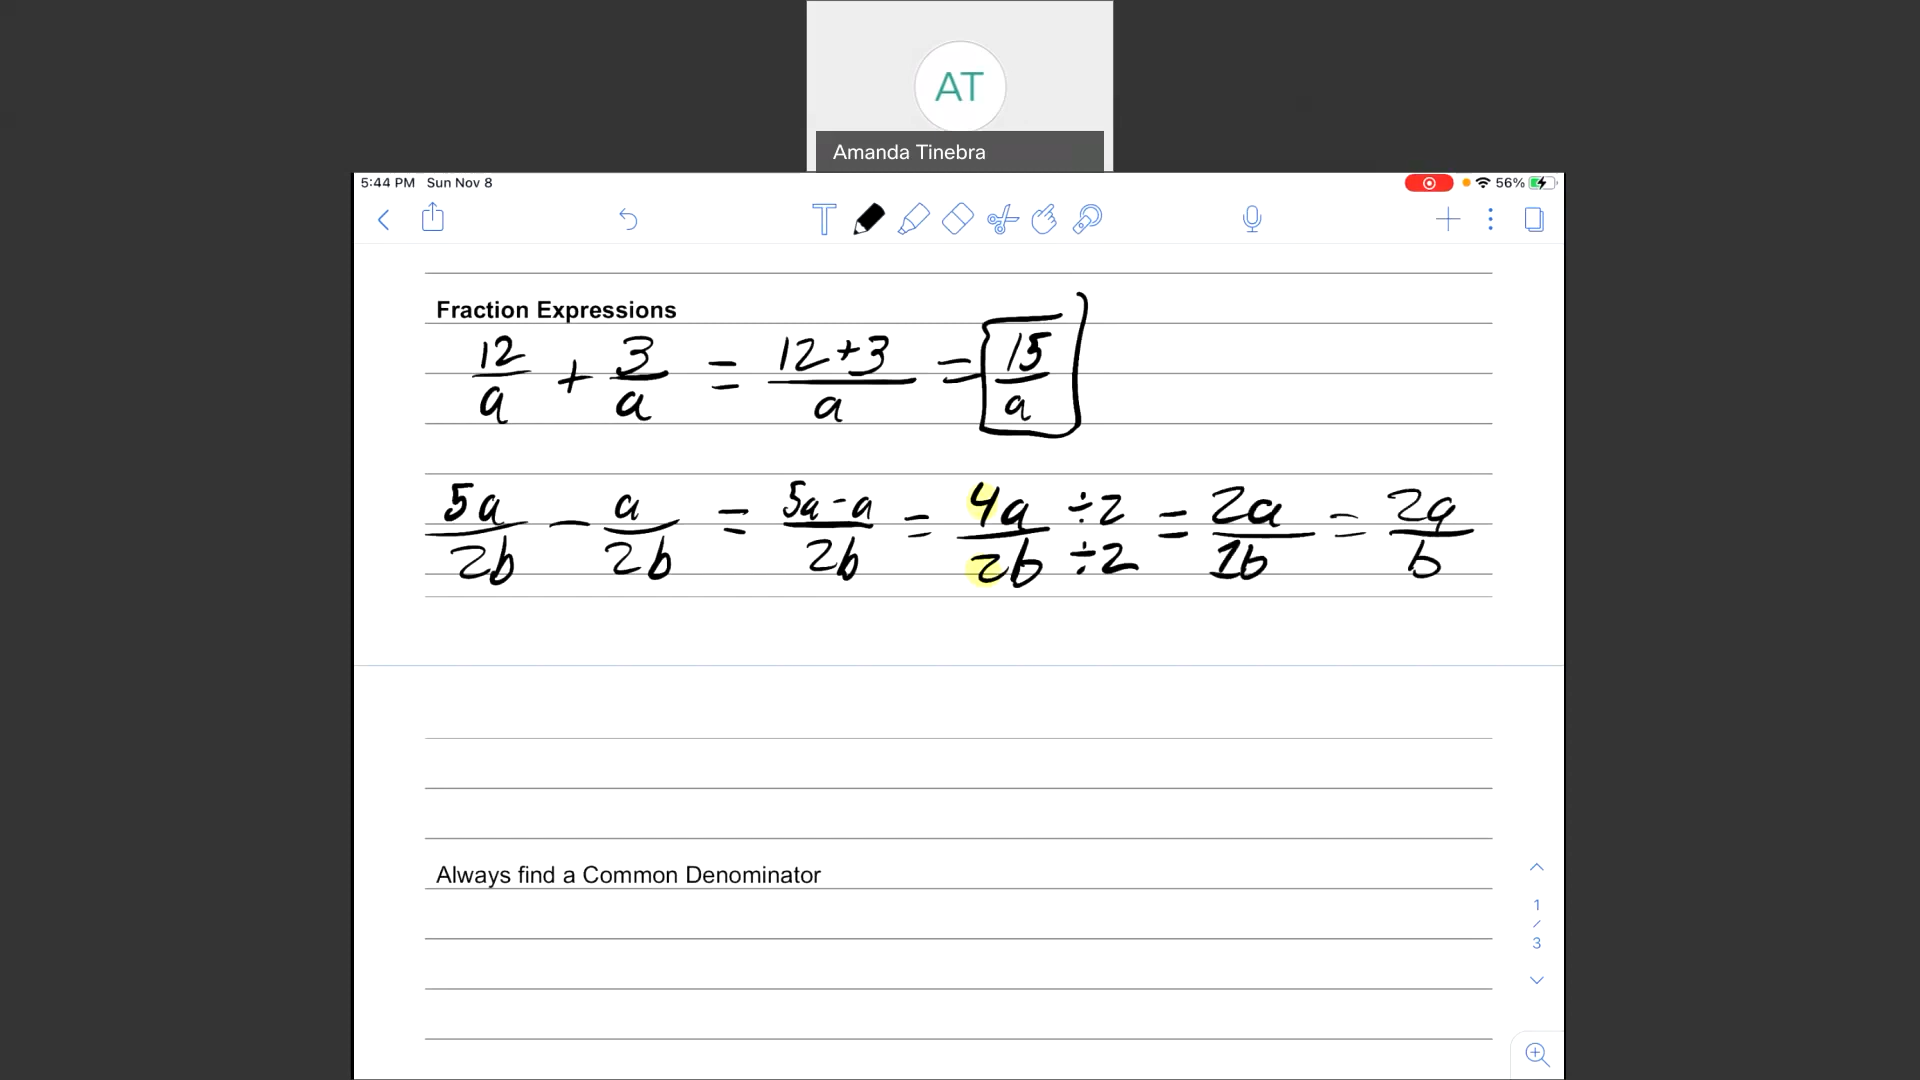 AT
Amanda Tinebra
5:44 PM Sun Nov 8
56%
T
Fraction Expressions
12/a + 3/a = 12+3/a = 15/a
5a/2b − a/2b = 5a-a/2b = 4a/2b ÷2/÷2 = 2a/1b = 2a/b
Always find a Common Denominator
1
/
3